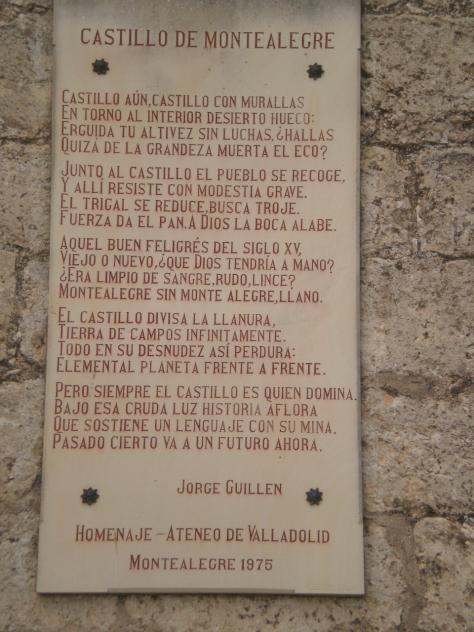 CASTILLO DE MONTEALEGRE
CASTILLO AÚN, CASTILLO CON MURALLAS
EN TORNO AL INTERIOR DESIERTO HUECO:
ERGUIDA TU ALTIVEZ SIN LUCHAS, ¿HALLAS
QUIZÁ DE LA GRANDEZA MUERTA EL ECO?
JUNTO AL CASTILLO EL PUEBLO SE RECOGE,
Y ALLÍ RESISTE CON MODESTIA GRAVE.
EL TRIGAL SE REDUCE, BUSCA TROJE.
FUERZA DA EL PAN. A DIOS LA BOCA ALABE.
AQUEL BUEN FELIGRÉS DEL SIGLO XV,
VIEJO O NUEVO, ¿QUE DIOS TENDRÍA A MANO?
¿ERA LIMPIO DE SANGRE, RUDO, LINCE?
MONTEALEGRE SIN MONTE ALEGRE, LLANO.
EL CASTILLO DIVISA LA LLANURA,
TIERRA DE CAMPOS INFINITAMENTE.
TODO EN SU DESNUDEZ ASÍ PERDURA:
ELEMENTAL PLANETA FRENTE A FRENTE.
PERO SIEMPRE EL CASTILLO ES QUIEN DOMINA.
BAJO ESA CRUDA LUZ HISTORIA AFLORA
QUE SOSTIENE UN LENGUAJE CON SU MINA.
PASADO CIERTO VA A UN FUTURO AHORA.
JORGE GUILLEN
HOMENAJE - ATENEO DE VALLADOLID
MONTEALEGRE 1975